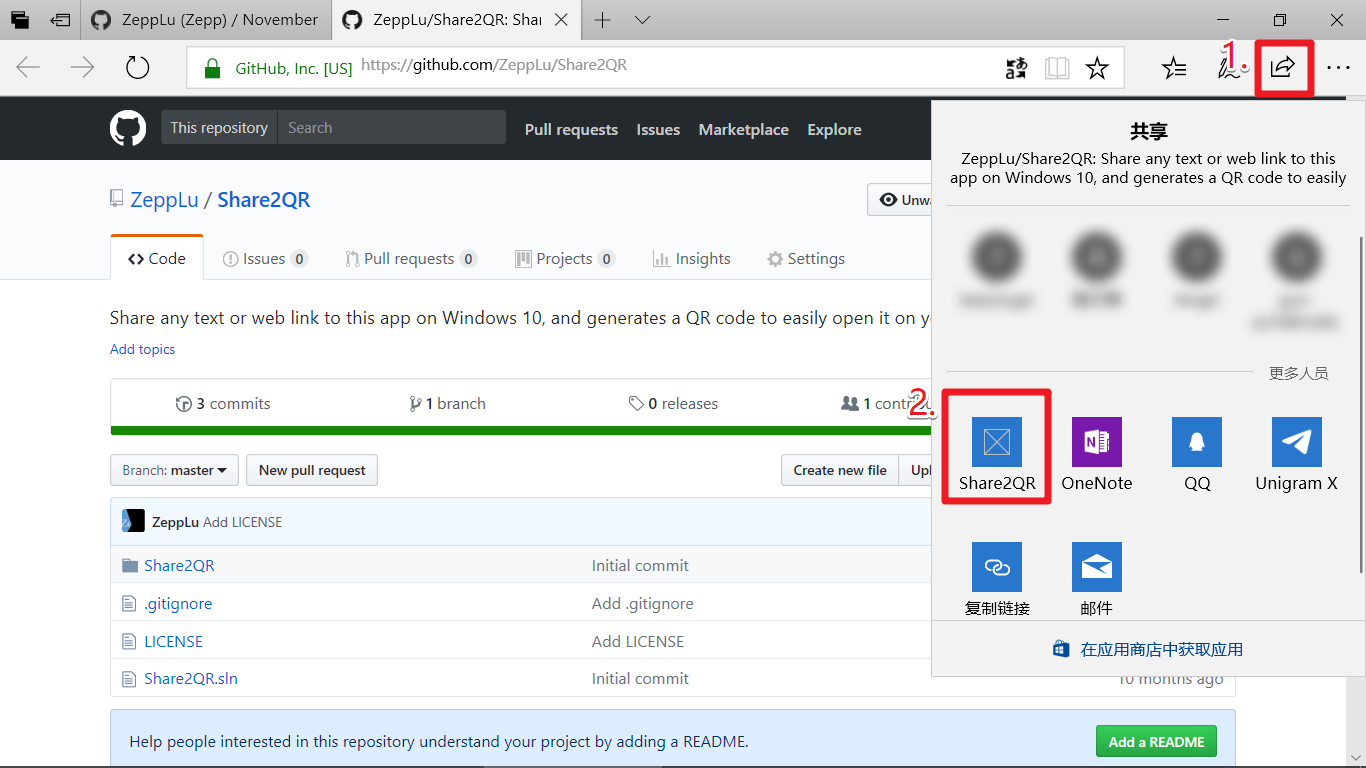 ZeppLu (Zepp) / November
ZeppLu/Share2QR: Shar
1.
GitHub, Inc. [US] https://github.com/ZeppLu/Share2QR
This repository Search Pull requests Issues Marketplace Explore
ZeppLu / Share2QR
Unwa
Code Issues 0 Pull requests 0 Projects 0 Insights Settings
Share any text or web link to this app on Windows 10, and generates a QR code to easily open it on yo
Add topics
3 commits 1 branch 0 releases 1 contribu
Branch: master New pull request Create new file Upl
ZeppLu Add LICENSE
Share2QR Initial commit
.gitignore Add .gitignore
LICENSE Add LICENSE
Share2QR.sln Initial commit 10 months ago
Help people interested in this repository understand your project by adding a README. Add a README
共享
ZeppLu/Share2QR: Share any text or web link to this
app on Windows 10, and generates a QR code to easily
更多人员
2.
Share2QR OneNote QQ Unigram X
复制链接 邮件
在应用商店中获取应用